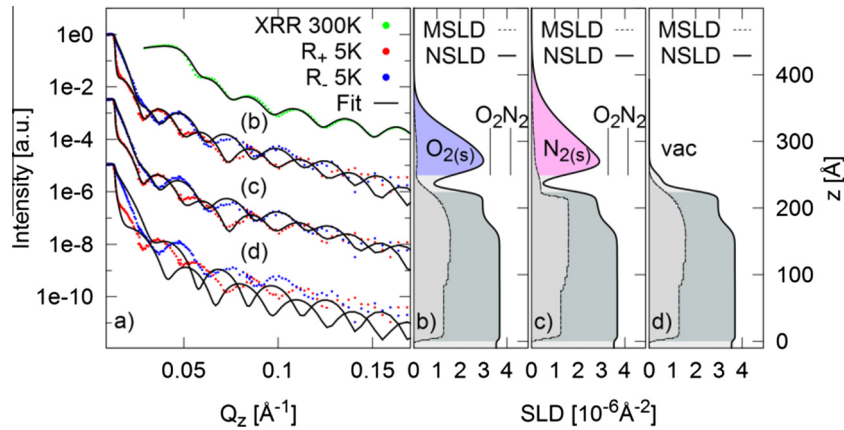 1e-0
1e-2
1e-4
1e-6
1e-8
1e-10
Intensity [a.u.]
XRR 300K
R+ 5K
R- 5K
Fit
(b)
(c)
(d)
a)
0.05
0.1
0.15
Qz [Å-1]
MSLD
NSLD
O2 N2
O2(s)
b)
0 1 2 3 4
MSLD
NSLD
O2 N2
N2(s)
c)
0 1 2 3 4
MSLD
NSLD
vac
d)
0 1 2 3 4
SLD [10-6Å-2]
400
300
200
100
0
z [Å]